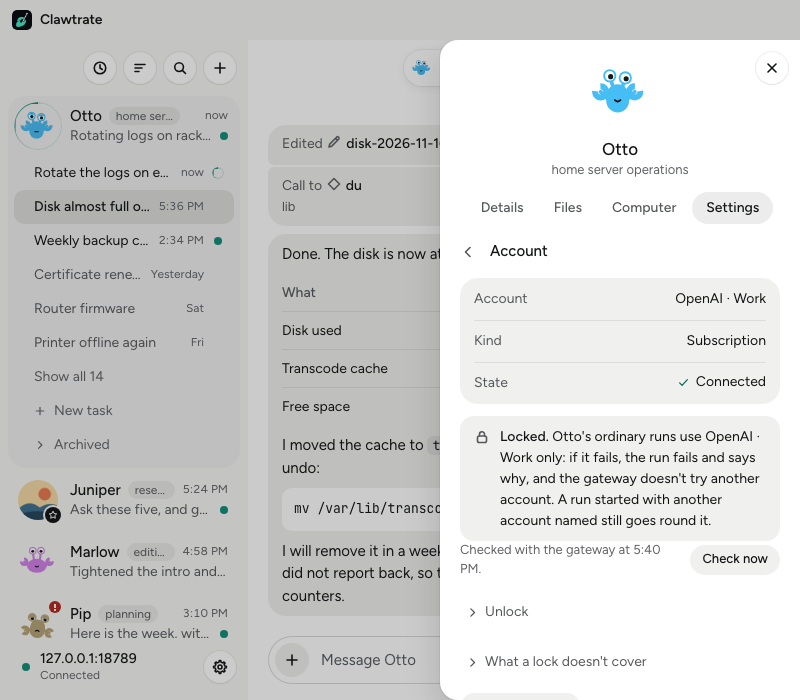 Clawtrate
Otto home ser... now
Rotating logs on rack...
Rotate the logs on e... now
Disk almost full o... 5:36 PM
Weekly backup c... 2:34 PM
Certificate rene... Yesterday
Router firmware Sat
Printer offline again Fri
Show all 14
New task
Archived
Juniper rese... 5:24 PM
Ask these five, and g...
Marlow editi... 4:58 PM
Tightened the intro and...
Pip planning 3:10 PM
Here is the week. wit...
127.0.0.1:18789
Connected
Edited disk-2026-11-1
Call to du
lib
Done. The disk is now at
What
Disk used
Transcode cache
Free space
I moved the cache to
undo:
mv /var/lib/transco
I will remove it in a week
did not report back, so t
counters.
Message Otto
Otto
home server operations
Details Files Computer Settings
Account
Account OpenAI · Work
Kind Subscription
State Connected
Locked. Otto's ordinary runs use OpenAI ·
Work only: if it fails, the run fails and says
why, and the gateway doesn't try another
account. A run started with another
account named still goes round it.
Checked with the gateway at 5:40
PM.
Check now
Unlock
What a lock doesn't cover